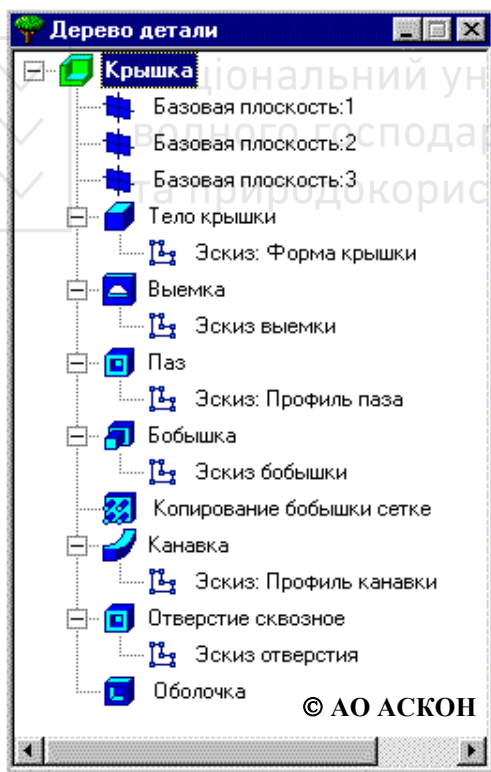 Дерево детали
Крышка
Базовая плоскость:1
Базовая плоскость:2
Базовая плоскость:3
Тело крышки
Эскиз: Форма крышки
Выемка
Эскиз выемки
Паз
Эскиз: Профиль паза
Бобышка
Эскиз бобышки
Копирование бобышки сетке
Канавка
Эскиз: Профиль канавки
Отверстие сквозное
Эскиз отверстия
Оболочка
© АО АСКОН